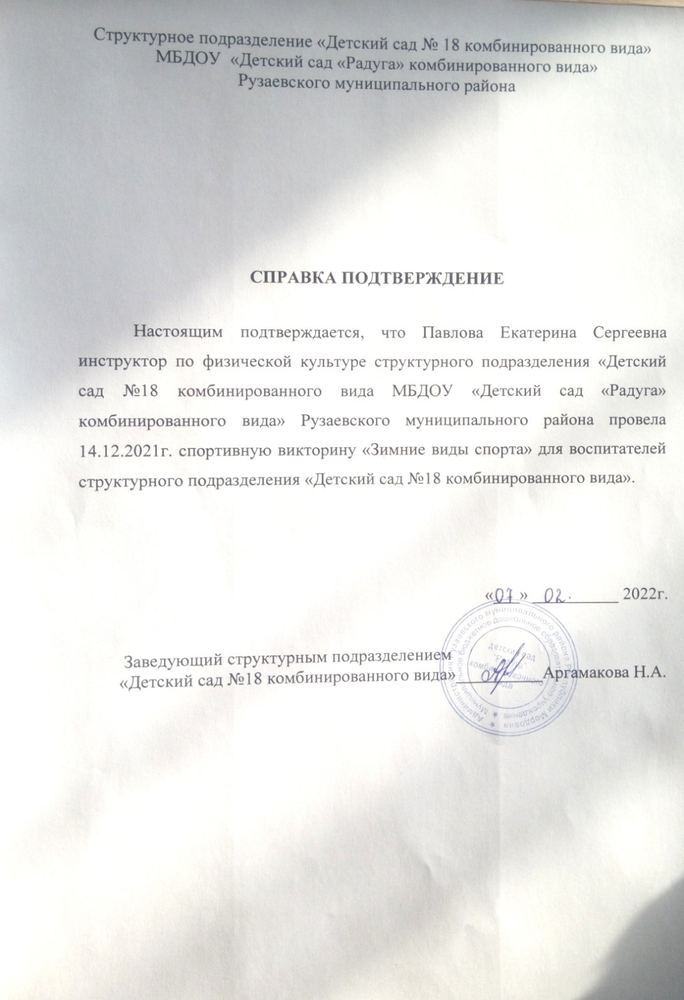 Структурное подразделение «Детский сад № 18 комбинированного вида»
МБДОУ «Детский сад «Радуга» комбинированного вида»
Рузаевского муниципального района
СПРАВКА ПОДТВЕРЖДЕНИЕ
Настоящим подтверждается, что Павлова Екатерина Сергеевна
инструктор по физической культуре структурного подразделения «Детский
сад №18 комбинированного вида МБДОУ «Детский сад «Радуга»
комбинированного вида» Рузаевского муниципального района провела
14.12.2021г. спортивную викторину «Зимние виды спорта» для воспитателей
структурного подразделения «Детский сад №18 комбинированного вида».
«07» 02. 2022г.
Заведующий структурным подразделением
«Детский сад №18 комбинированного вида» Аргамакова Н.А.
Администрация Рузаевского муниципального района Республики Мордовия
Муниципальное бюджетное дошкольное образовательное учреждение
Детский сад
"Радуга"
комбинированного
вида